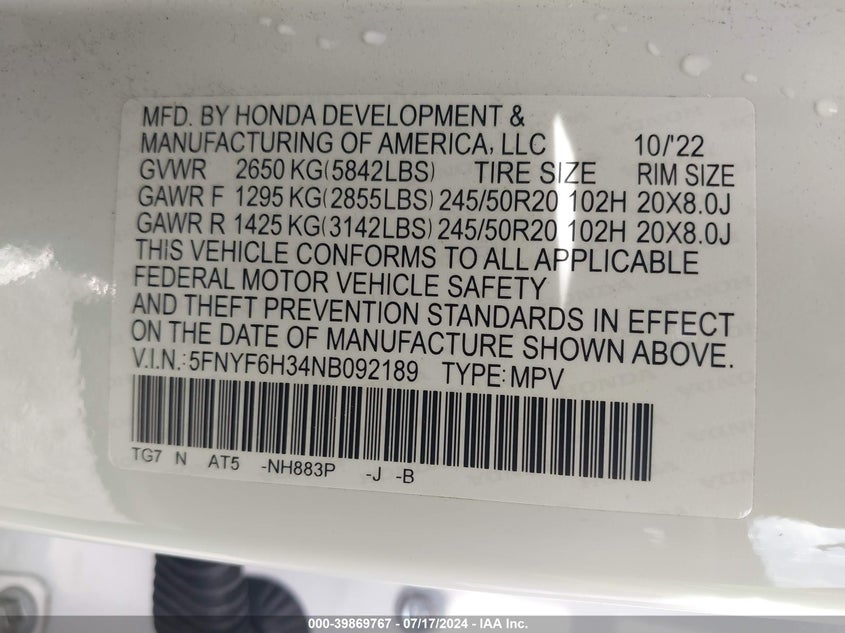 MFD. BY HONDA DEVELOPMENT &
MANUFACTURING OF AMERICA, LLC 10/'22
GVWR 2650 KG(5842LBS) TIRE SIZE RIM SIZE
GAWR F 1295 KG(2855LBS) 245/50R20 102H 20X8.0J
GAWR R 1425 KG(3142LBS) 245/50R20 102H 20X8.0J
THIS VEHICLE CONFORMS TO ALL APPLICABLE
FEDERAL MOTOR VEHICLE SAFETY
AND THEFT PREVENTION STANDARDS IN EFFECT
ON THE DATE OF MANUFACTURE SHOWN ABOVE.
V.I.N.:5FNYF6H34NB092189 TYPE:MPV
TG7 N AT5 -NH883P -J -B
000-39869767 / 07/17/2024 - IAA Inc.